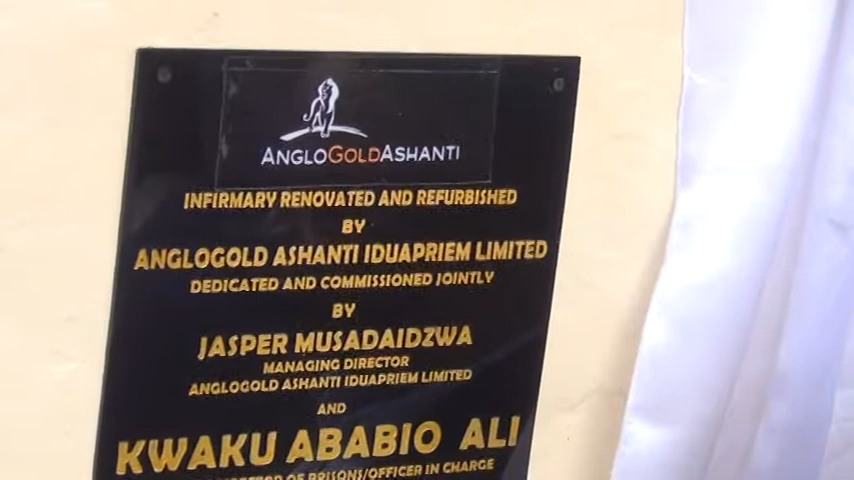 ANGLOGOLDASHANTI
INFIRMARY RENOVATED AND REFURBISHED
BY
ANGLOGOLD ASHANTI IDUAPRIEM LIMITED
DEDICATED AND COMMISSIONED JOINTLY
BY
JASPER MUSADAIDZWA
MANAGING DIRECTOR
ANGLOGOLD ASHANTI IDUAPRIEM LIMITED
AND
KWAKU ABABIO ALI
OF PRISONS/OFFICER IN CHARGE